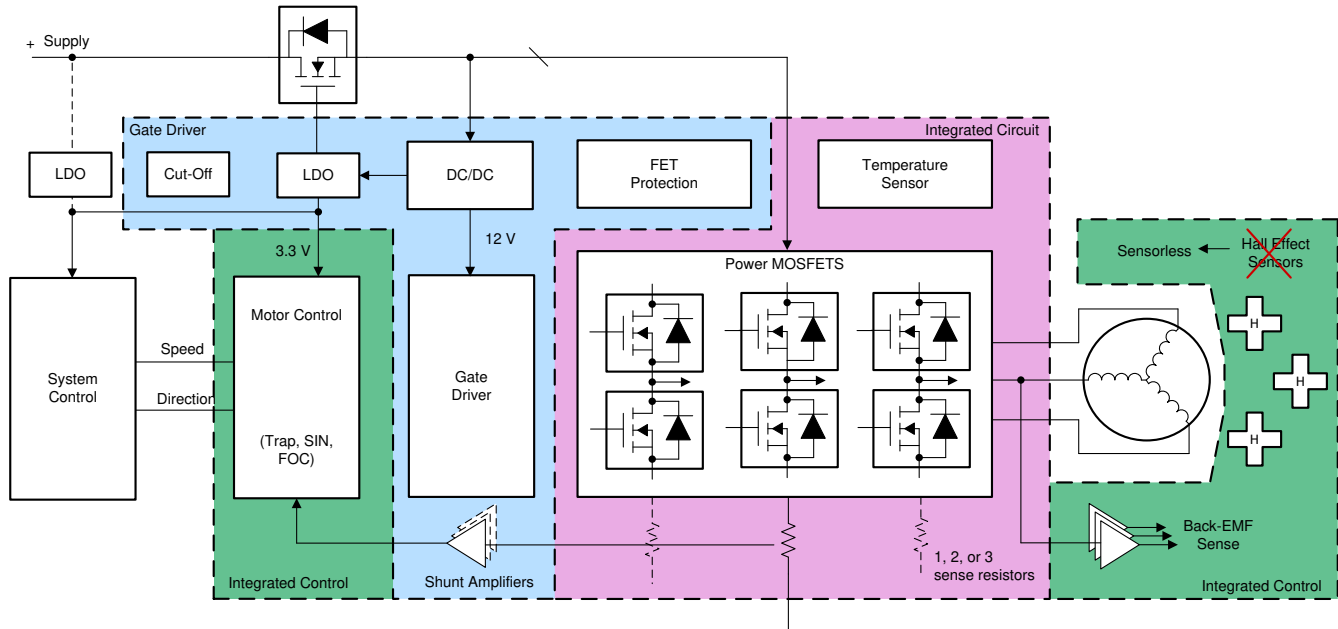 + Supply
Gate Driver
Integrated Circuit
LDO
Cut-Off
LDO
DC/DC
FET
Protection
Temperature
Sensor
3.3 V
12 V
Power MOSFETS
Sensorless
Hall Effect
Sensors
System
Control
Speed
Direction
Motor Control
(Trap, SIN,
FOC)
Gate
Driver
H
H
H
1, 2, or 3
sense resistors
Back-EMF
Sense
Integrated Control
Shunt Amplifiers
Integrated Control